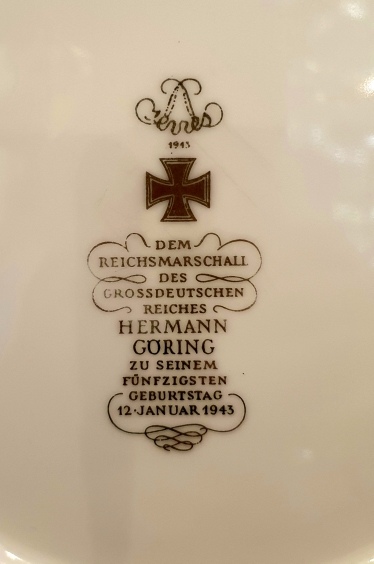 Sèvres
1943
DEM
REICHSMARSCHALL
DES
GROSSDEUTSCHEN
REICHES
HERMANN
GÖRING
ZU SEINEM
FÜNFZIGSTEN
GEBURTSTAG
12·JANUAR 1943